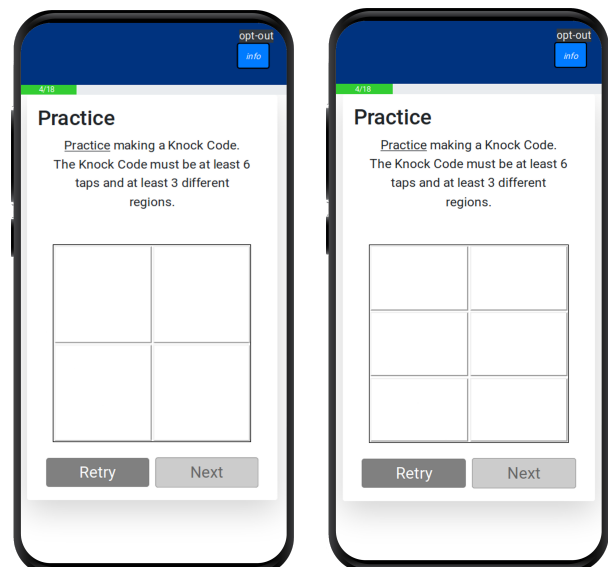 opt-out
info
4/18
Practice
Practice making a Knock Code.
The Knock Code must be at least 6
taps and at least 3 different
regions.
Retry Next
opt-out
info
4/18
Practice
Practice making a Knock Code.
The Knock Code must be at least 6
taps and at least 3 different
regions.
Retry Next